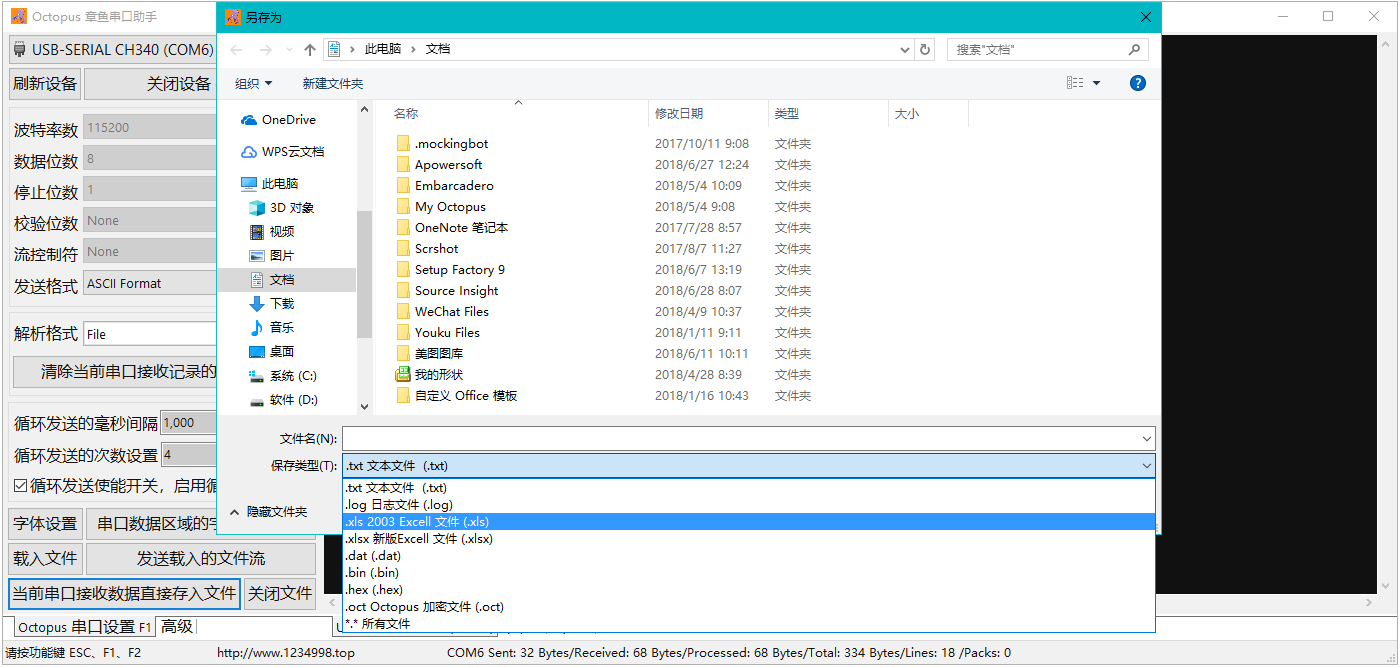 Octopus 章鱼串口助手
USB-SERIAL CH340 (COM6)
刷新设备
关闭设备
波特率数
115200
数据位数
8
停止位数
1
校验位数
None
流控制符
None
发送格式
ASCII Format
解析格式
File
清除当前串口接收记录的
循环发送的毫秒间隔
1,000
循环发送的次数设置
4
循环发送使能开关，启用循
字体设置
串口数据区域的字
载入文件
发送载入的文件流
当前串口接收数据直接存入文件
关闭文件
Octopus 串口设置 F1
高级
另存为
此电脑
文档
搜索"文档"
组织
新建文件夹
?
OneDrive
WPS云文档
此电脑
3D 对象
视频
图片
文档
下载
音乐
桌面
系统 (C:)
软件 (D:)
名称 修改日期 类型 大小
.mockingbot 2017/10/11 9:08 文件夹
Apowersoft 2018/6/27 12:24 文件夹
Embarcadero 2018/5/4 10:09 文件夹
My Octopus 2018/5/4 9:08 文件夹
OneNote 笔记本 2017/7/28 8:57 文件夹
Scrshot 2017/8/7 11:27 文件夹
Setup Factory 9 2018/6/7 13:19 文件夹
Source Insight 2018/6/28 8:07 文件夹
WeChat Files 2018/4/9 10:37 文件夹
Youku Files 2018/1/11 9:11 文件夹
美图图库 2018/6/11 10:11 文件夹
我的形状 2018/4/28 8:39 文件夹
自定义 Office 模板 2018/1/16 10:43 文件夹
文件名(N):
保存类型(T): .txt 文本文件 (.txt)
隐藏文件夹
.txt 文本文件 (.txt)
.log 日志文件 (.log)
.xls 2003 Excell 文件 (.xls)
.xlsx 新版Excell 文件 (.xlsx)
.dat (.dat)
.bin (.bin)
.hex (.hex)
.oct Octopus 加密文件 (.oct)
*.* 所有文件
请按功能键 ESC、F1、F2
http://www.1234998.top
COM6 Sent: 32 Bytes/Received: 68 Bytes/Processed: 68 Bytes/Total: 334 Bytes/Lines: 18 /Packs: 0